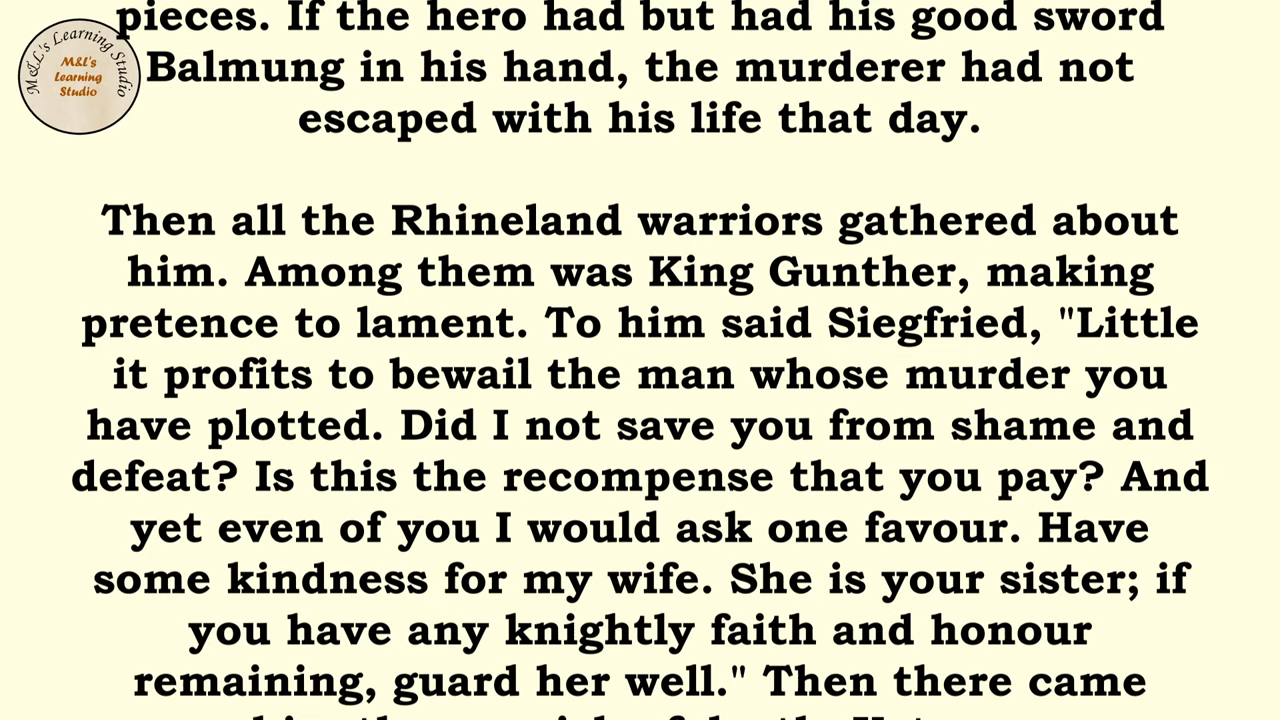 pieces. If the hero had but had his good sword
Balmung in his hand, the murderer had not
escaped with his life that day.
Then all the Rhineland warriors gathered about
him. Among them was King Gunther, making
pretence to lament. To him said Siegfried, "Little
it profits to bewail the man whose murder you
have plotted. Did I not save you from shame and
defeat? Is this the recompense that you pay? And
yet even of you I would ask one favour. Have
some kindness for my wife. She is your sister; if
you have any knightly faith and honour
remaining, guard her well." Then there came
M&L's Learning Studio
M&L's
Learning
Studio